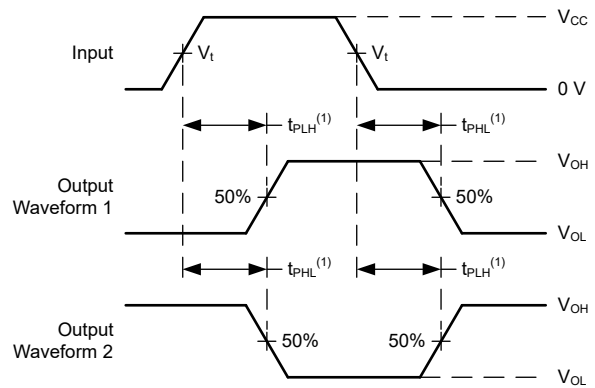 V_CC
Input
V_t
V_t
0 V
t_PLH^(1)
t_PHL^(1)
V_OH
Output
Waveform 1
50%
50%
V_OL
t_PHL^(1)
t_PLH^(1)
V_OH
Output
Waveform 2
50%
50%
V_OL